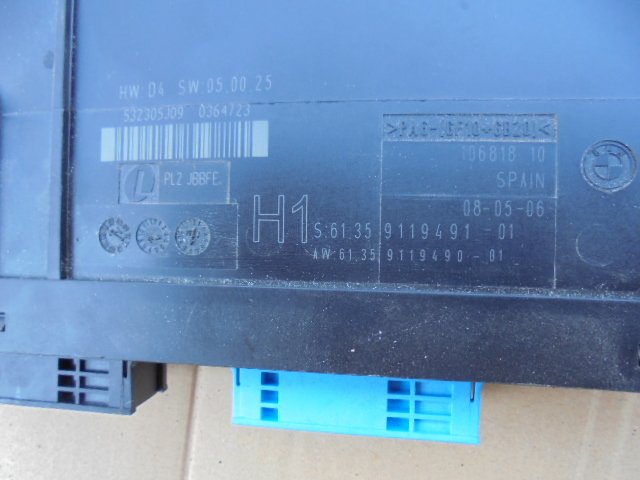 HW 04 SW 05.00.25
532305J09 0364723
L PL2 JBBFE
>PA6-(GF10+GB20)<
106818 10
SPAIN
08-05-06
H1 S:61.35 9119491-01
AW:61.35 9119490-01